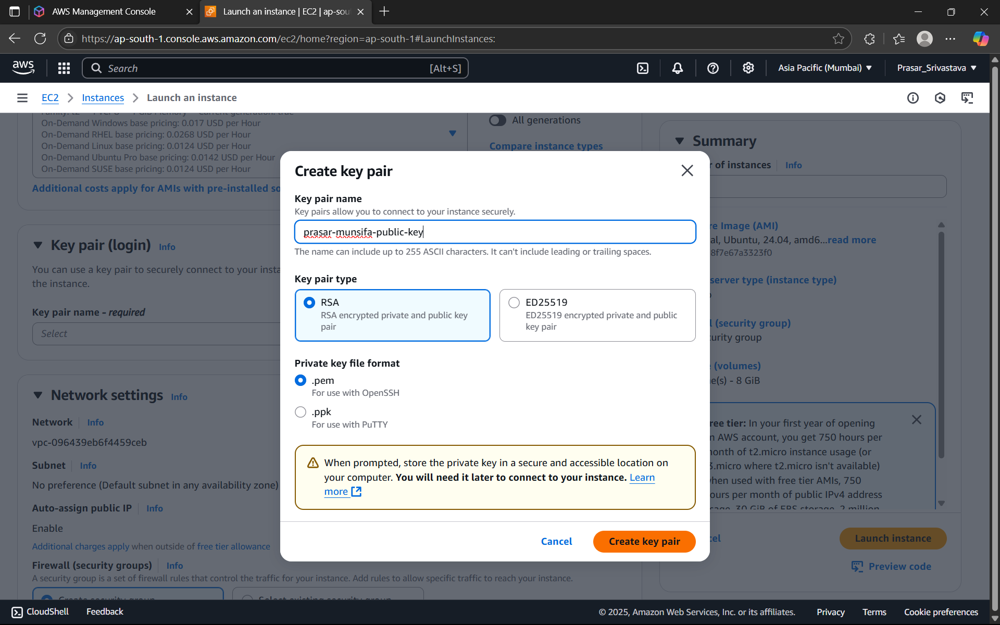 AWS Management Console
Launch an instance | EC2 | ap-sou
https://ap-south-1.console.aws.amazon.com/ec2/home?region=ap-south-1#LaunchInstances:
aws
Search
[Alt+S]
Asia Pacific (Mumbai)
Prasar_Srivastava
EC2
Instances
Launch an instance
On-Demand Windows base pricing: 0.017 USD per Hour
On-Demand RHEL base pricing: 0.0268 USD per Hour
On-Demand Linux base pricing: 0.0124 USD per Hour
On-Demand Ubuntu Pro base pricing: 0.0142 USD per Hour
On-Demand SUSE base pricing: 0.0124 USD per Hour
All generations
Compare instance types
Additional costs apply for AMIs with pre-installed so
Key pair (login) Info
You can use a key pair to securely connect to your insta
the instance.
Key pair name - required
Select
Network settings Info
Network Info
vpc-096439eb6f4459ceb
Subnet Info
No preference (Default subnet in any availability zone)
Auto-assign public IP Info
Enable
Additional charges apply when outside of free tier allowance
Firewall (security groups) Info
A security group is a set of firewall rules that control the traffic for your instance. Add rules to allow specific traffic to reach your instance.
Create security group
Select existing security group
Create key pair
Key pair name
Key pairs allow you to connect to your instance securely.
prasar-munsifa-public-key
The name can include up to 255 ASCII characters. It can't include leading or trailing spaces.
Key pair type
RSA
RSA encrypted private and public key
pair
ED25519
ED25519 encrypted private and public
key pair
Private key file format
.pem
For use with OpenSSH
.ppk
For use with PuTTY
When prompted, store the private key in a secure and accessible location on
your computer. You will need it later to connect to your instance. Learn
more
Cancel
Create key pair
Summary
r of instances Info
re Image (AMI)
al, Ubuntu, 24.04, amd6...read more
8f7e67a3323f0
server type (instance type)
l (security group)
urity group
(volumes)
e(s) - 8 GiB
ree tier: In your first year of opening
n AWS account, you get 750 hours per
onth of t2.micro instance usage (or
3.micro where t2.micro isn't available)
hen used with free tier AMIs, 750
ours per month of public IPv4 address
sage, 30 GiB of EBS storage, 2 million
cel
Launch instance
Preview code
CloudShell
Feedback
© 2025, Amazon Web Services, Inc. or its affiliates.
Privacy
Terms
Cookie preferences